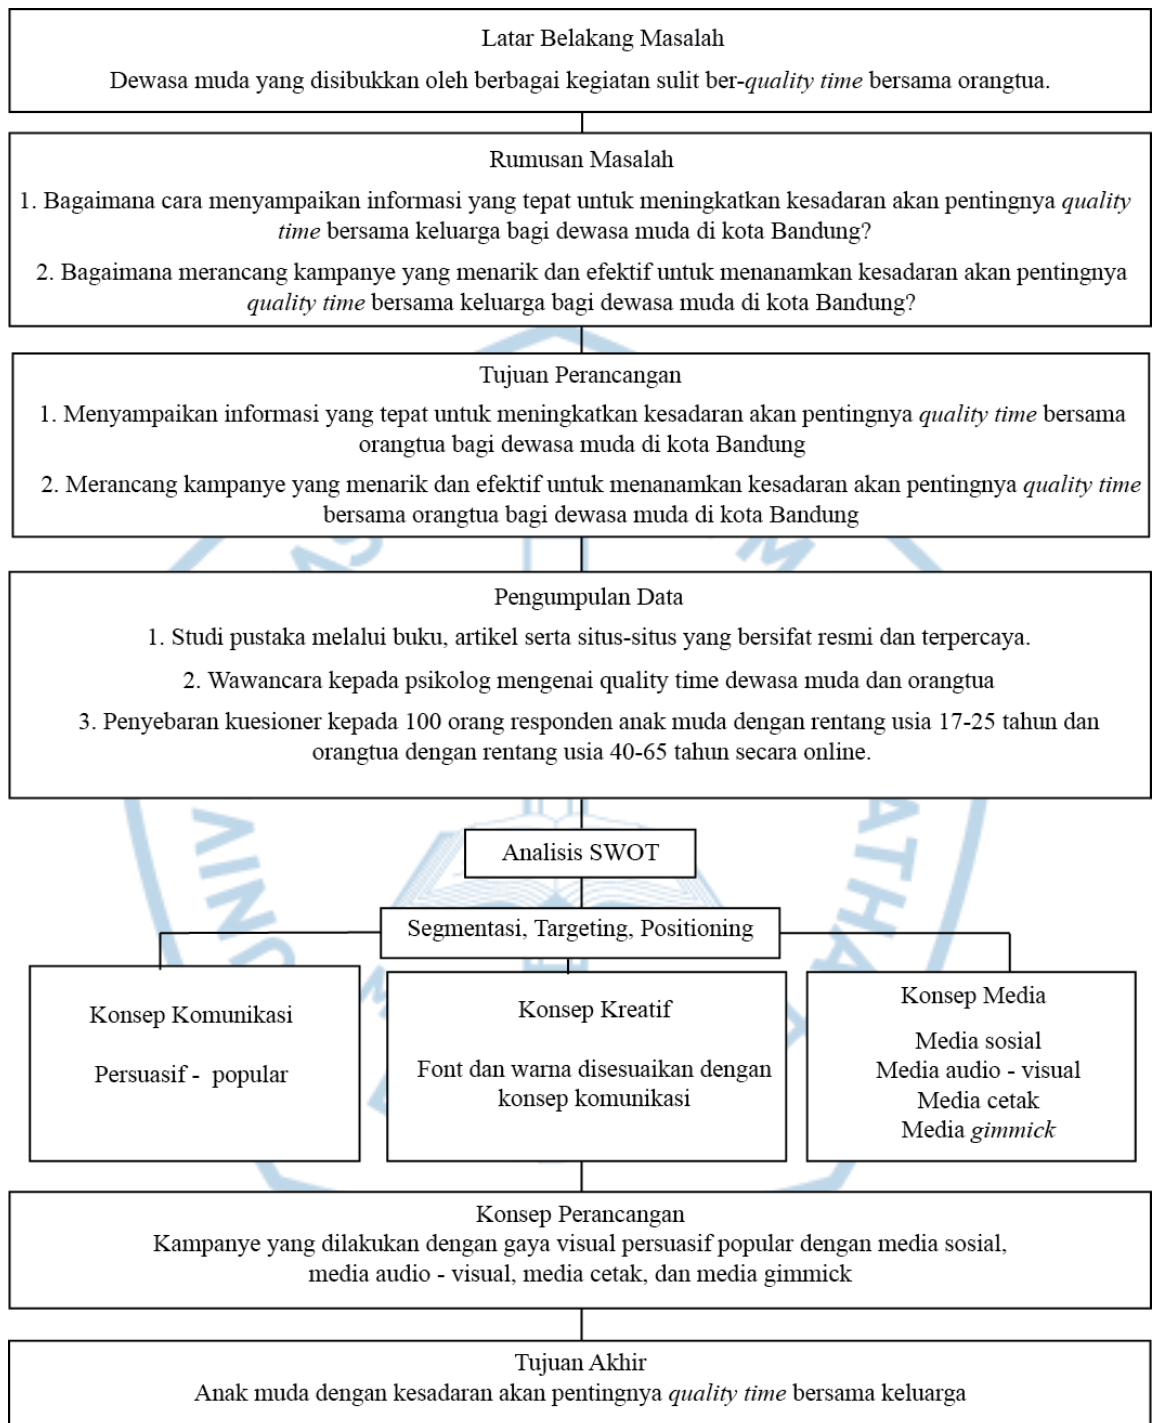 Latar Belakang Masalah
Dewasa muda yang disibukkan oleh berbagai kegiatan sulit ber-quality time bersama orangtua.
Rumusan Masalah
1. Bagaimana cara menyampaikan informasi yang tepat untuk meningkatkan kesadaran akan pentingnya quality
time bersama keluarga bagi dewasa muda di kota Bandung?
2. Bagaimana merancang kampanye yang menarik dan efektif untuk menanamkan kesadaran akan pentingnya
quality time bersama keluarga bagi dewasa muda di kota Bandung?
Tujuan Perancangan
1. Menyampaikan informasi yang tepat untuk meningkatkan kesadaran akan pentingnya quality time bersama
orangtua bagi dewasa muda di kota Bandung
2. Merancang kampanye yang menarik dan efektif untuk menanamkan kesadaran akan pentingnya quality time
bersama orangtua bagi dewasa muda di kota Bandung
Pengumpulan Data
1. Studi pustaka melalui buku, artikel serta situs-situs yang bersifat resmi dan terpercaya.
2. Wawancara kepada psikolog mengenai quality time dewasa muda dan orangtua
3. Penyebaran kuesioner kepada 100 orang responden anak muda dengan rentang usia 17-25 tahun dan
orangtua dengan rentang usia 40-65 tahun secara online.
Analisis SWOT
Segmentasi, Targeting, Positioning
Konsep Komunikasi
Persuasif - popular
Konsep Kreatif
Font dan warna disesuaikan dengan
konsep komunikasi
Konsep Media
Media sosial
Media audio - visual
Media cetak
Media gimmick
Konsep Perancangan
Kampanye yang dilakukan dengan gaya visual persuasif popular dengan media sosial,
media audio - visual, media cetak, dan media gimmick
Tujuan Akhir
Anak muda dengan kesadaran akan pentingnya quality time bersama keluarga